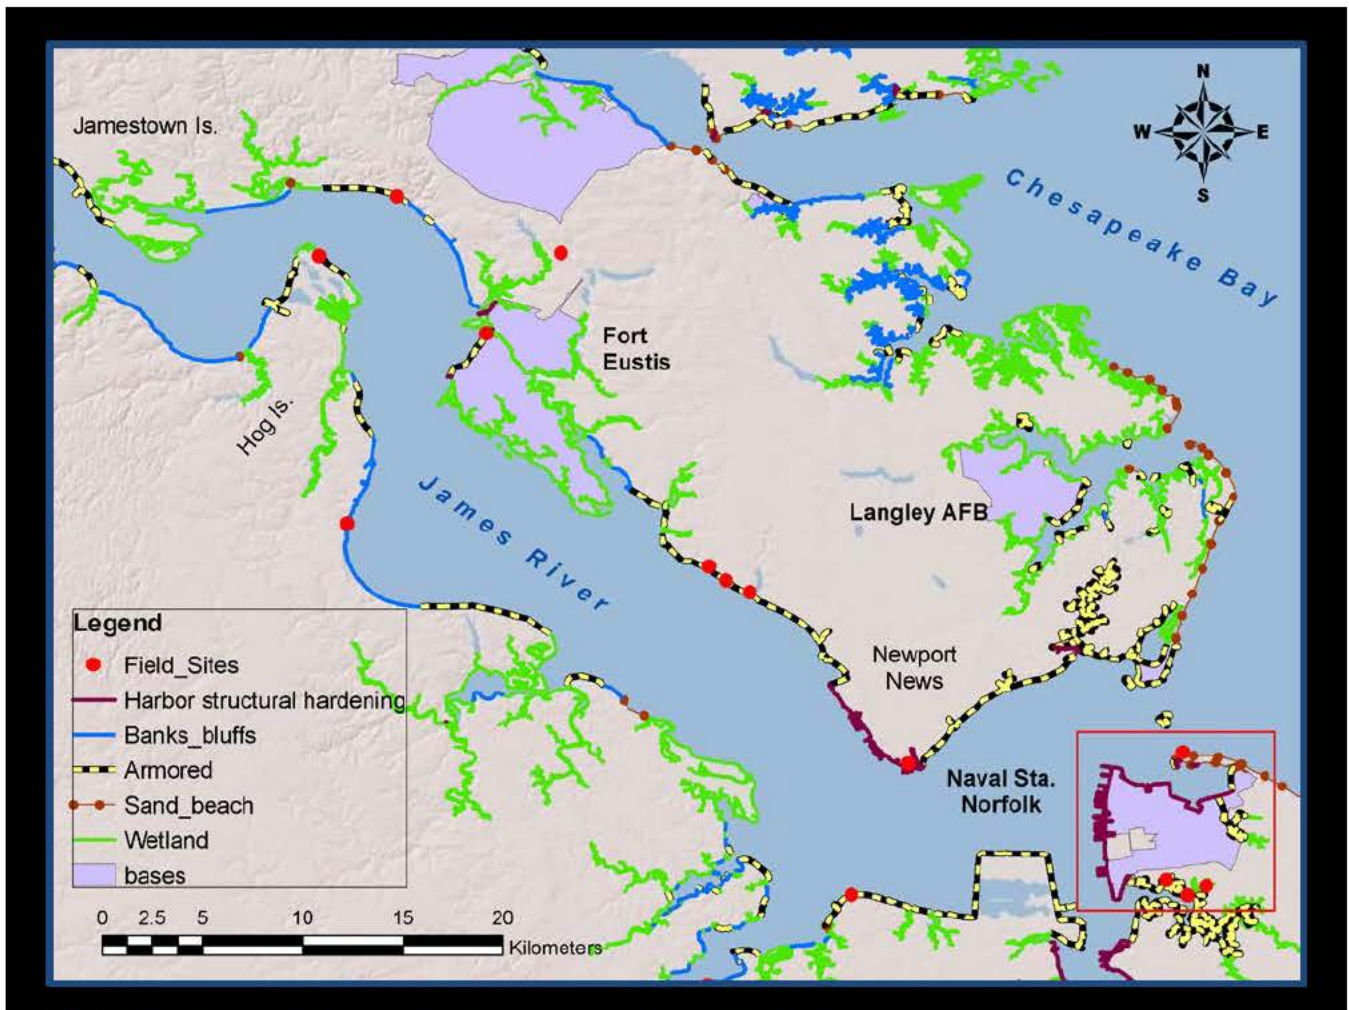 Jamestown Is.
N
W
E
S
Chesapeake Bay
Fort
Eustis
Hog Is.
James River
Langley AFB
Newport
News
Naval Sta.
Norfolk
Legend
Field_Sites
Harbor structural hardening
Banks_bluffs
Armored
Sand_beach
Wetland
bases
0 2.5 5 10 15 20
Kilometers